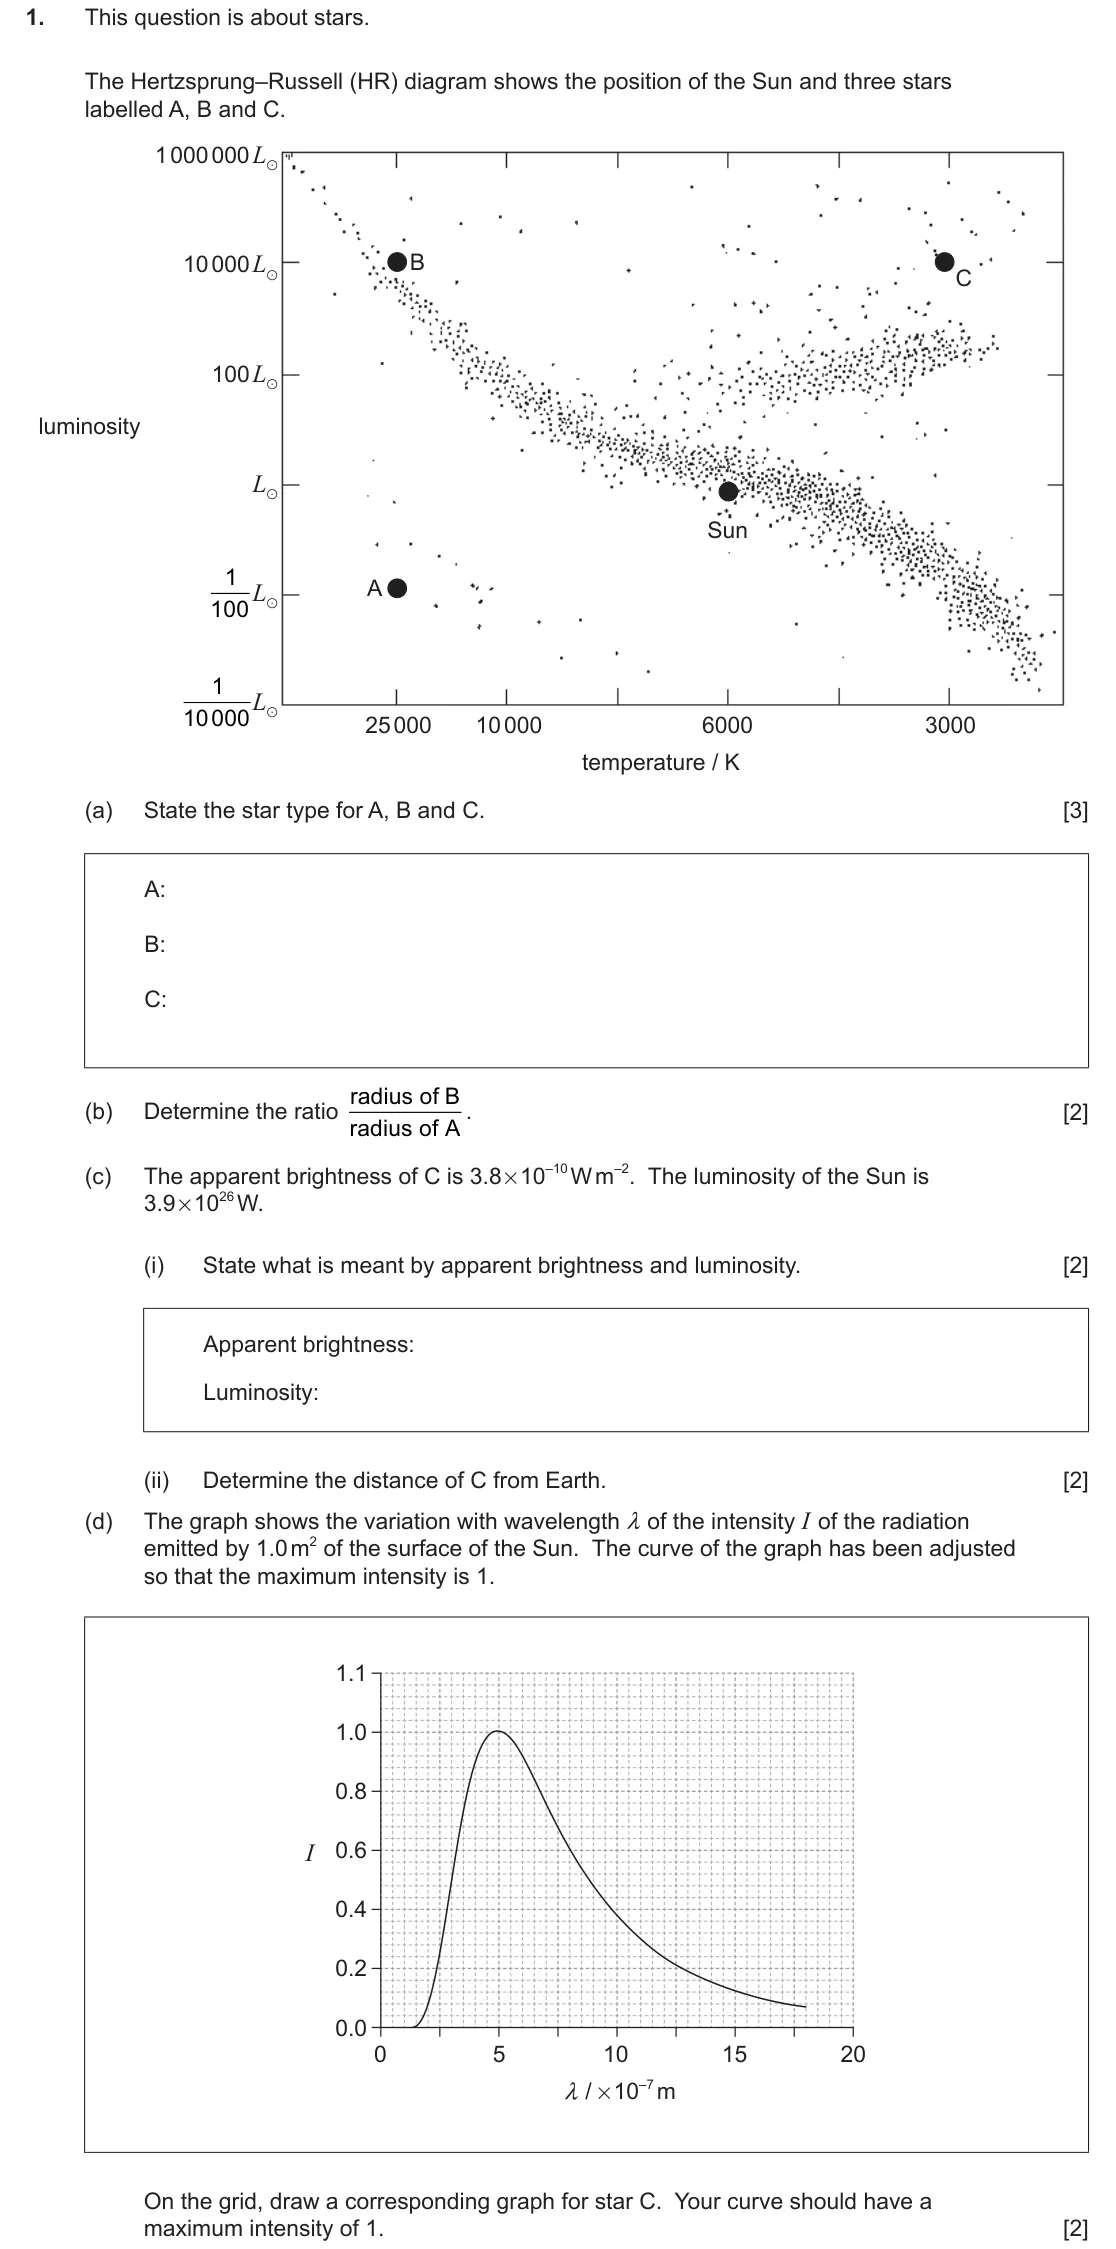 1. This question is about stars.
The Hertzsprung–Russell (HR) diagram shows the position of the Sun and three stars
labelled A, B and C.
1 000 000 L☉
10 000 L☉
B
C
100 L☉
luminosity
L☉
Sun
1/100 L☉
A
1/10 000 L☉
25 000 10 000 6000 3000
temperature / K
(a) State the star type for A, B and C. [3]
A:
B:
C:
(b) Determine the ratio radius of B / radius of A. [2]
(c) The apparent brightness of C is 3.8×10⁻¹⁰ W m⁻². The luminosity of the Sun is
3.9×10²⁶ W.
(i) State what is meant by apparent brightness and luminosity. [2]
Apparent brightness:
Luminosity:
(ii) Determine the distance of C from Earth. [2]
(d) The graph shows the variation with wavelength λ of the intensity I of the radiation
emitted by 1.0 m² of the surface of the Sun. The curve of the graph has been adjusted
so that the maximum intensity is 1.
1.1
1.0
0.8
I 0.6
0.4
0.2
0.0
0 5 10 15 20
λ / ×10⁻⁷ m
On the grid, draw a corresponding graph for star C. Your curve should have a
maximum intensity of 1. [2]